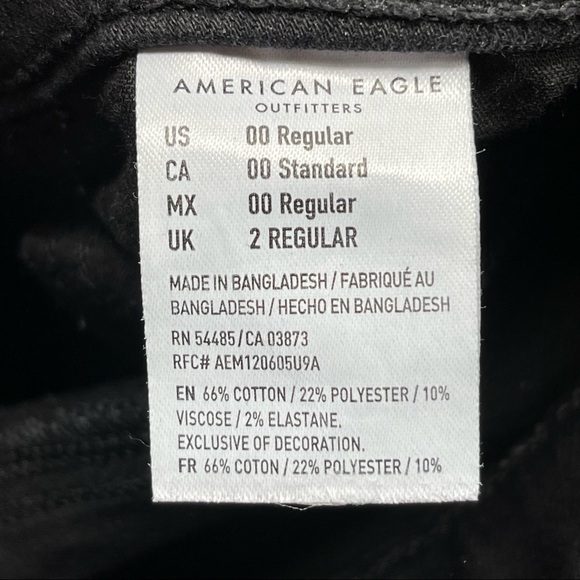 AMERICAN EAGLE
OUTFITTERS
US 00 Regular
CA 00 Standard
MX 00 Regular
UK 2 REGULAR
MADE IN BANGLADESH / FABRIQUÉ AU
BANGLADESH / HECHO EN BANGLADESH
RN 54485/CA 03873
RFC# AEM120605U9A
EN 66% COTTON / 22% POLYESTER / 10%
VISCOSE / 2% ELASTANE.
EXCLUSIVE OF DECORATION.
FR 66% COTON / 22% POLYESTER / 10%